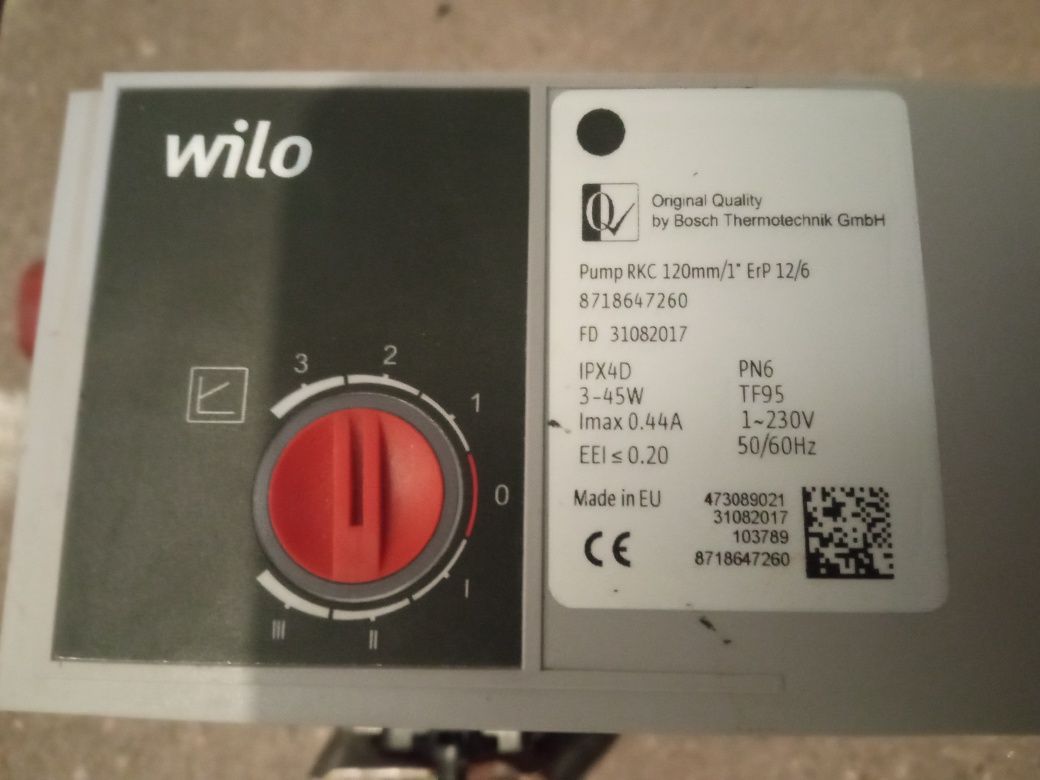 wilo
3
2
1
0
I
II
III
Original Quality
by Bosch Thermotechnik GmbH
Pump RKC 120mm/1" ErP 12/6
8718647260
FD 31082017
IPX4D PN6
3-45W TF95
Imax 0.44A 1~230V
EEI ≤ 0.20 50/60Hz
Made in EU 473089021
31082017
103789
CE 8718647260